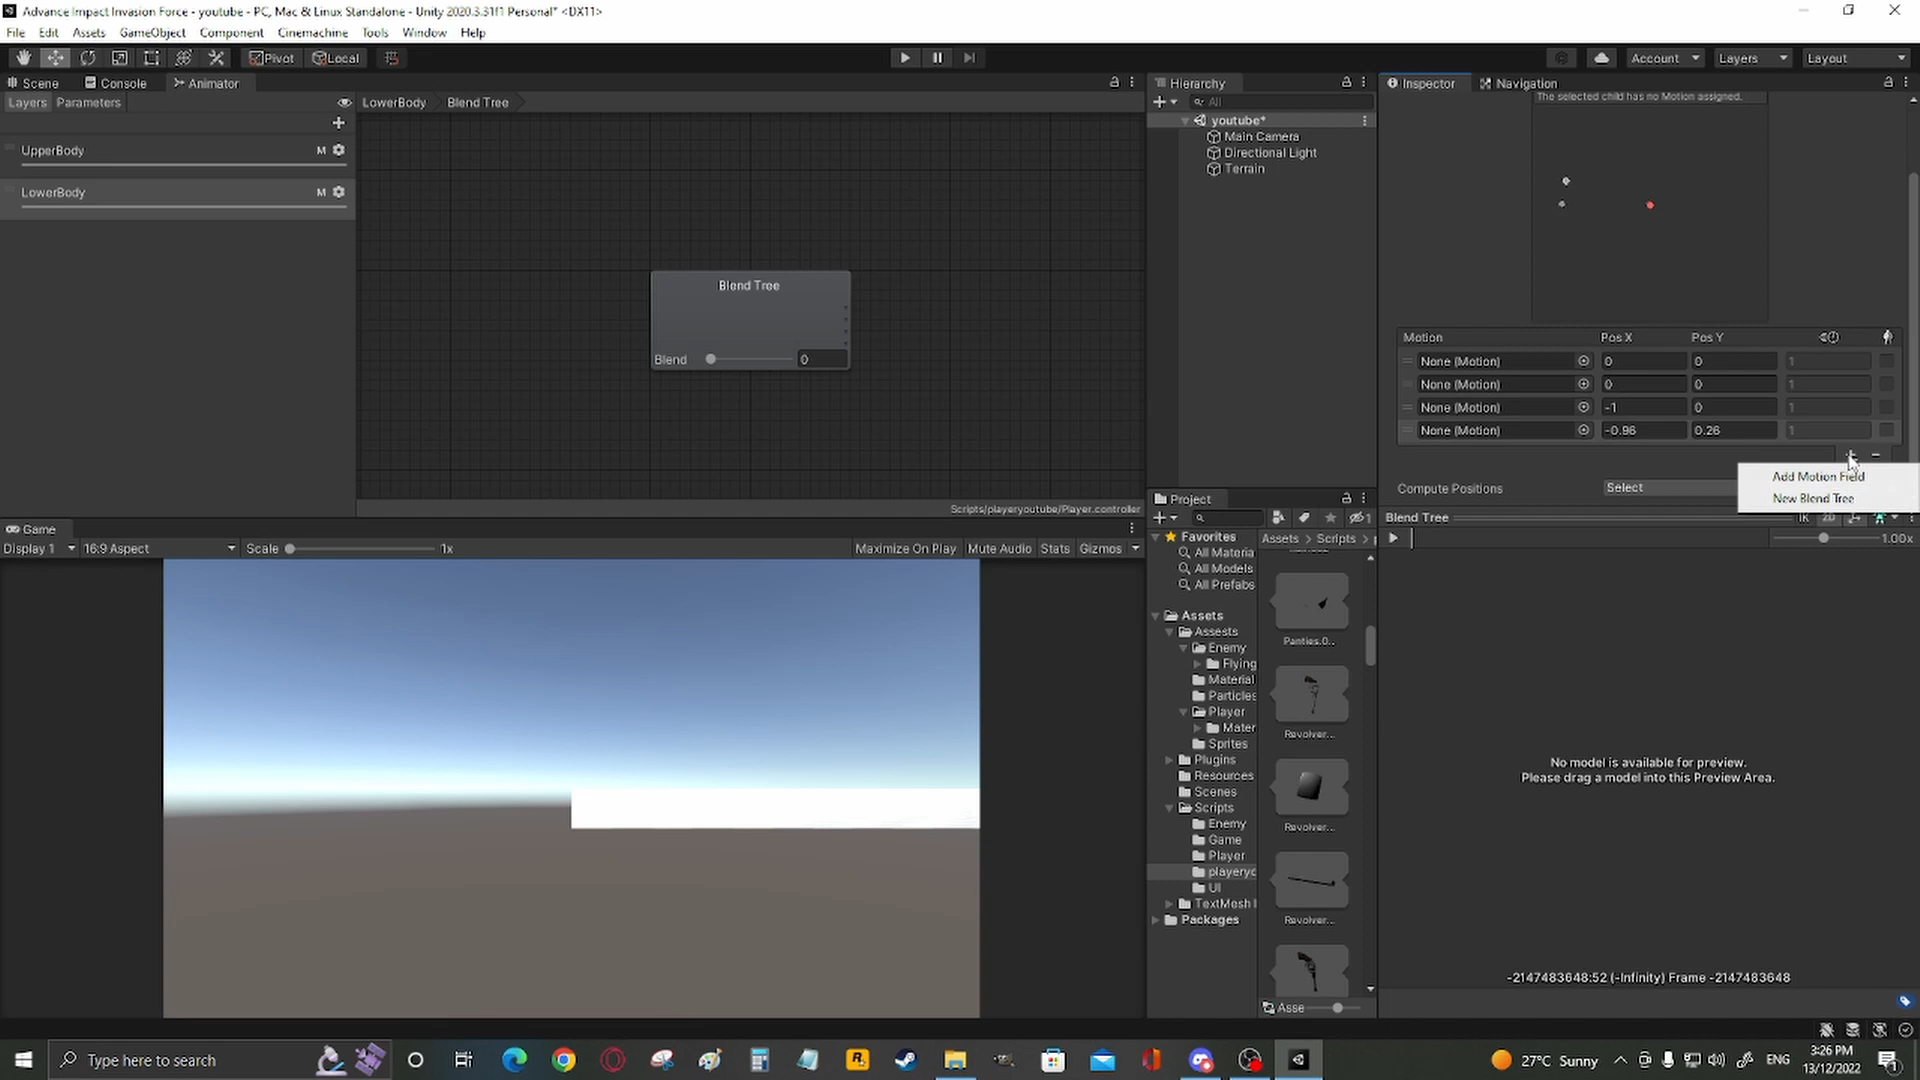 Advance Impact Invasion Force - youtube - PC, Mac & Linux Standalone - Unity 2020.3.31f1 Personal* <DX11>
File Edit Assets GameObject Component Cinemachine Tools Window Help
Pivot Local Account Layers Layout
Scene Console Animator
Layers Parameters
LowerBody Blend Tree
UpperBody M
LowerBody M
Blend Tree
Blend 0
Scripts/playeryoutube/Player.controller
Hierarchy
All
youtube*
Main Camera
Directional Light
Terrain
Inspector Navigation
The selected child has no Motion assigned.
Motion Pos X Pos Y
None (Motion) 0 0 1
None (Motion) 0 0 1
None (Motion) -1 0 1
None (Motion) -0.96 0.26 1
Add Motion Field
New Blend Tree
Compute Positions Select
Blend Tree IK 2D
1.00x
No model is available for preview.
Please drag a model into this Preview Area.
-2147483648:52 (-Infinity) Frame -2147483648
Game
Display 1 16:9 Aspect Scale 1x Maximize On Play Mute Audio Stats Gizmos
Project
1
Favorites
All Materia
All Models
All Prefabs
Assets
Assests
Enemy
Flying
Material
Particles
Player
Mater
Sprites
Plugins
Resources
Scenes
Scripts
Enemy
Game
Player
playeryo
UI
TextMesh
Packages
Assets > Scripts >
Panties.0..
Revolver...
Revolver...
Revolver...
Asse
Type here to search
27°C Sunny
ENG
3:26 PM
13/12/2022
1